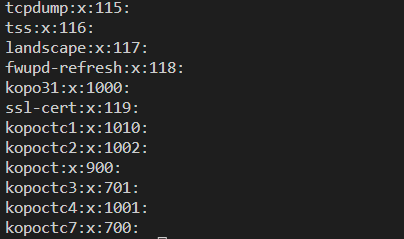 tcpdump:x:115:
tss:x:116:
landscape:x:117:
fwupd-refresh:x:118:
kopo31:x:1000:
ssl-cert:x:119:
kopoctc1:x:1010:
kopoctc2:x:1002:
kopoct:x:900:
kopoctc3:x:701:
kopoctc4:x:1001:
kopoctc7:x:700: